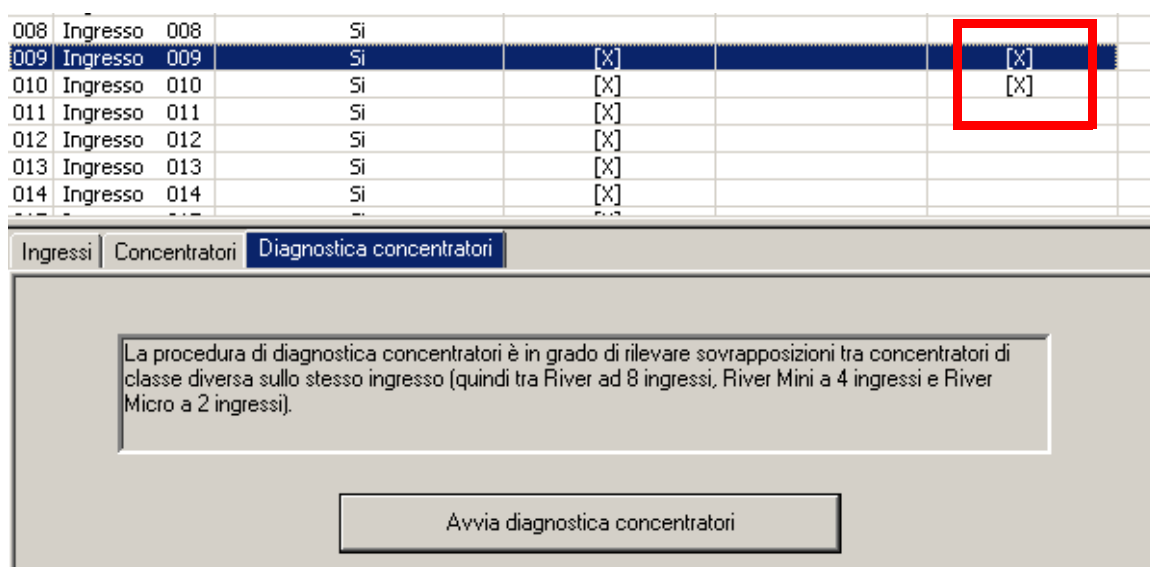 008 Ingresso 008 Si
009 Ingresso 009 Si [X] [X]
010 Ingresso 010 Si [X] [X]
011 Ingresso 011 Si [X]
012 Ingresso 012 Si [X]
013 Ingresso 013 Si [X]
014 Ingresso 014 Si [X]
Ingressi Concentratori Diagnostica concentratori
La procedura di diagnostica concentratori è in grado di rilevare sovrapposizioni tra concentratori di
classe diversa sullo stesso ingresso (quindi tra River ad 8 ingressi, River Mini a 4 ingressi e River
Micro a 2 ingressi).
Avvia diagnostica concentratori